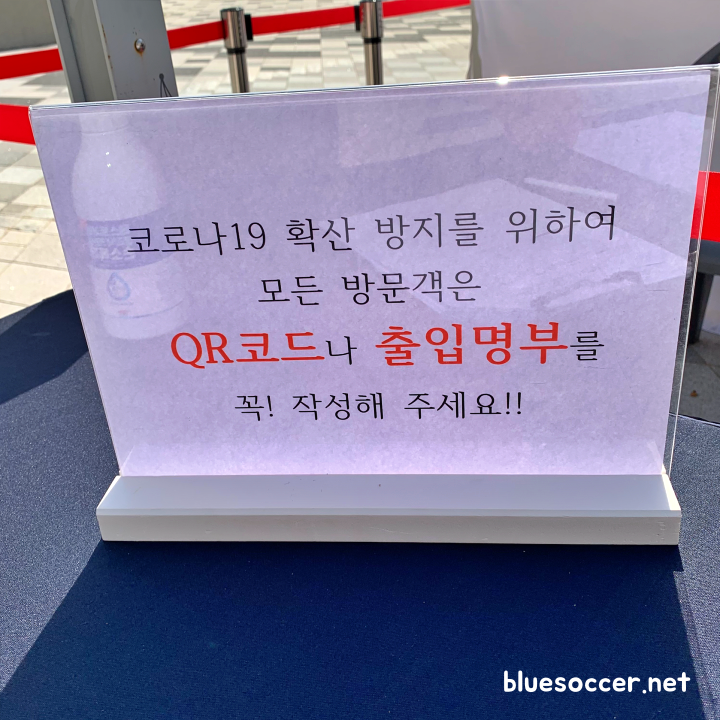 코로나19 확산 방지를 위하여
모든 방문객은
QR코드나 출입명부를
꼭! 작성해 주세요!!
bluesoccer.net